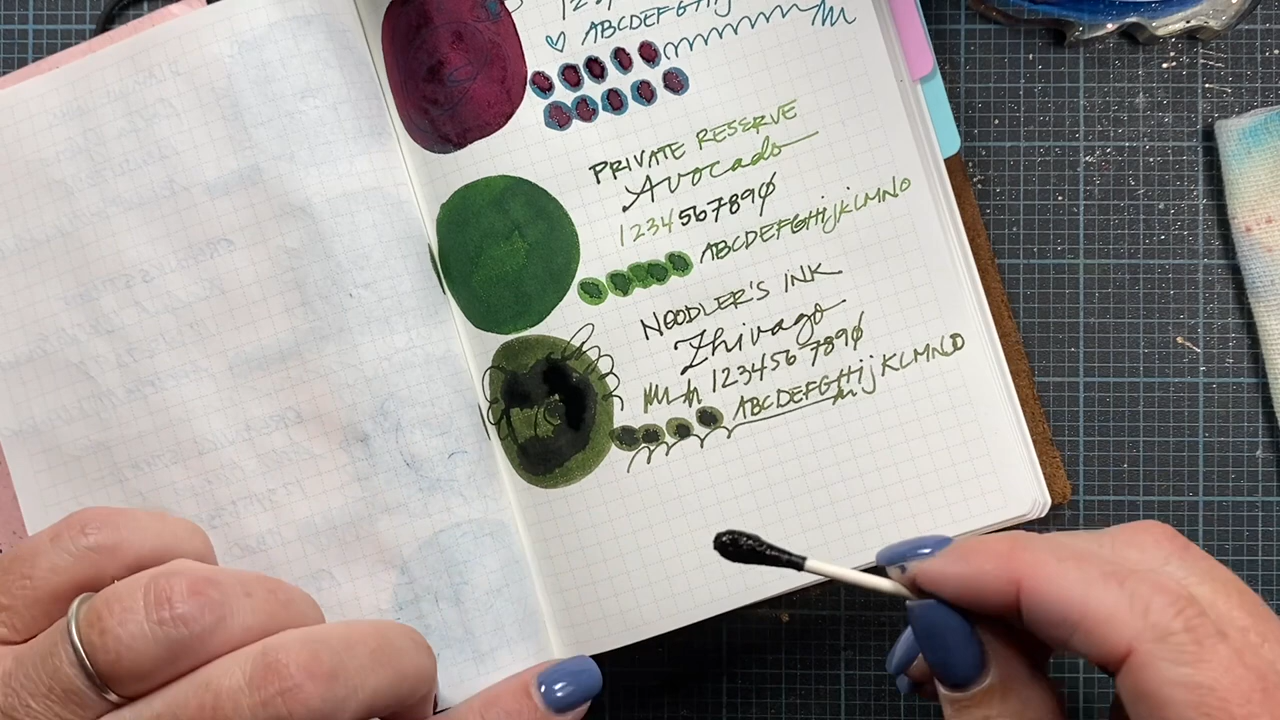 ABCDEFGHij
PRIVATE RESERVE
Avocado
1234567890
ABCDEFGHijKLMNO
NOODLER'S INK
Zhivago
1234567890
ABCDEFGHijKLMNO